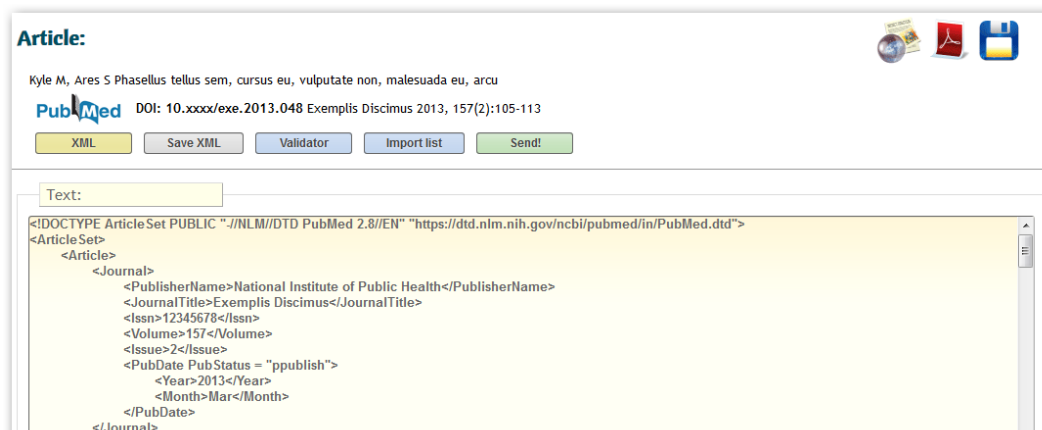 Article:
Kyle M, Ares S Phasellus tellus sem, cursus eu, vulputate non, malesuada eu, arcu
PubMed DOI: 10.xxxx/exe.2013.048 Exemplis Discimus 2013, 157(2):105-113
XML Save XML Validator Import list Send!
Text:
<!DOCTYPE ArticleSet PUBLIC "-//NLM//DTD PubMed 2.8//EN" "https://dtd.nlm.nih.gov/ncbi/pubmed/in/PubMed.dtd">
<ArticleSet>
<Article>
<Journal>
<PublisherName>National Institute of Public Health</PublisherName>
<JournalTitle>Exemplis Discimus</JournalTitle>
<Issn>12345678</Issn>
<Volume>157</Volume>
<Issue>2</Issue>
<PubDate PubStatus = "ppublish">
<Year>2013</Year>
<Month>Mar</Month>
</PubDate>
</Journal>